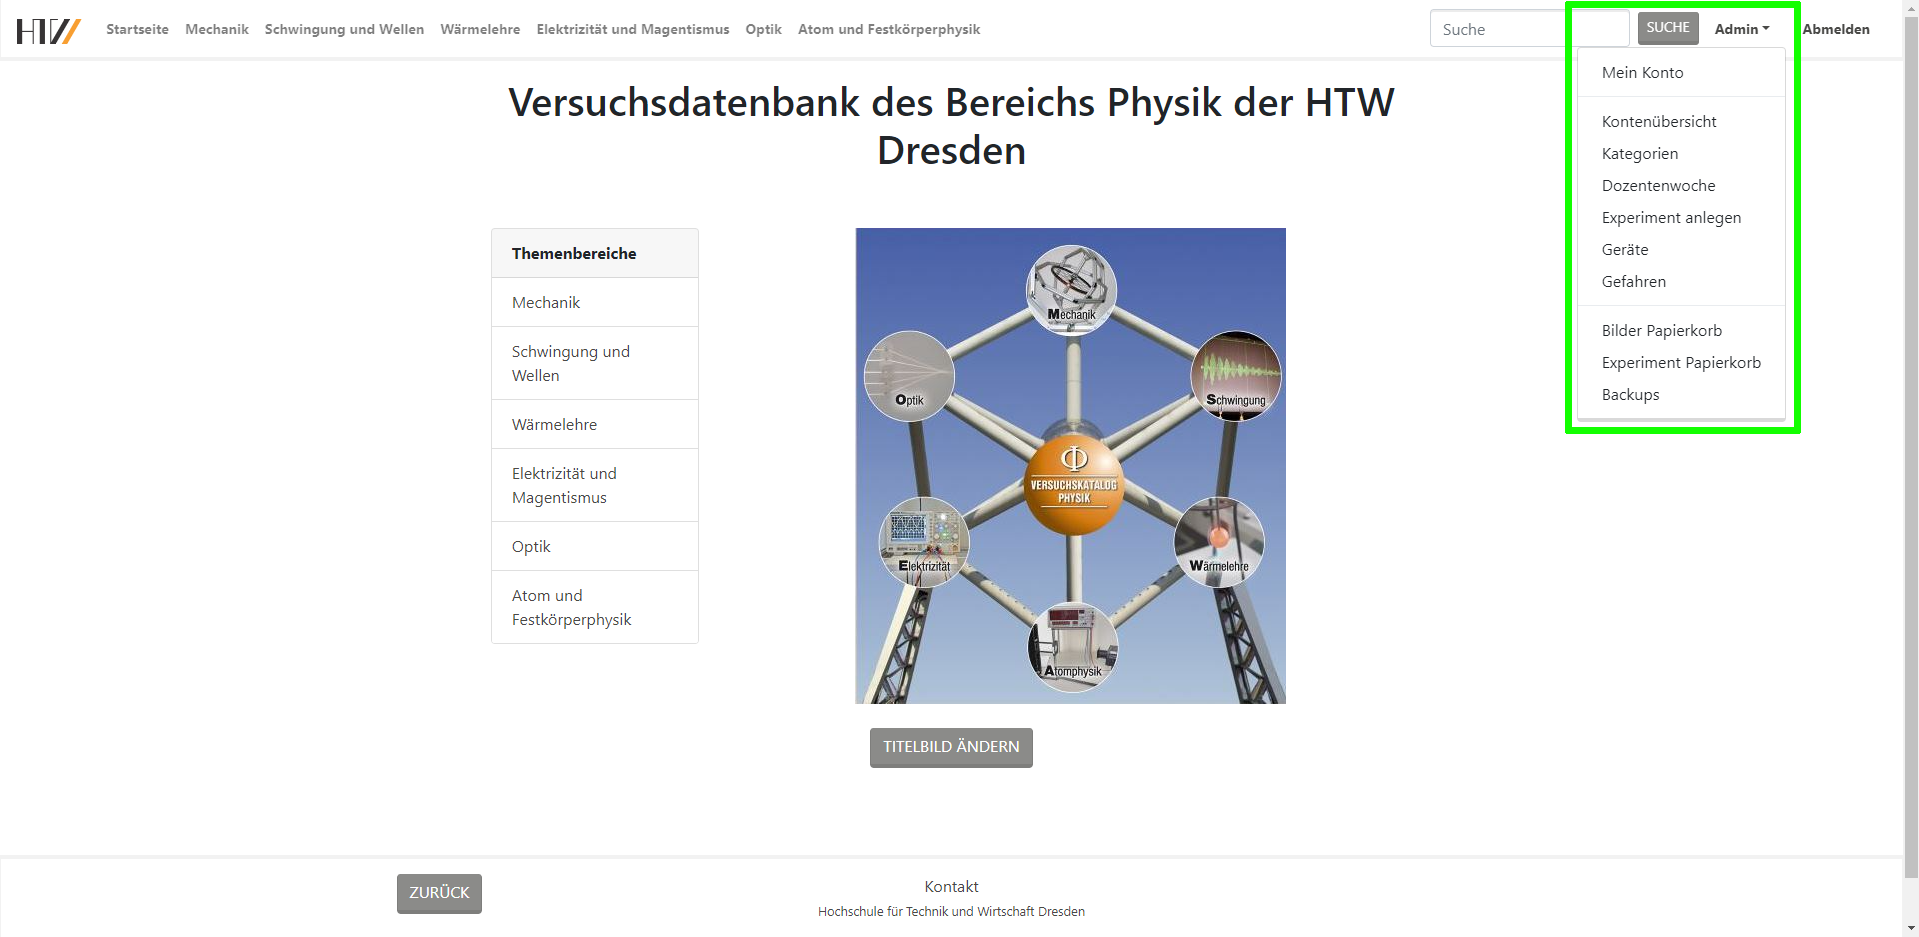 HTW Startseite Mechanik Schwingung und Wellen Wärmelehre Elektrizität und Magentismus Optik Atom und Festkörperphysik Suche SUCHE Admin Abmelden
Mein Konto
Kontenübersicht
Kategorien
Dozentenwoche
Experiment anlegen
Geräte
Gefahren
Bilder Papierkorb
Experiment Papierkorb
Backups
Versuchsdatenbank des Bereichs Physik der HTW
Dresden
Themenbereiche
Mechanik
Schwingung und
Wellen
Wärmelehre
Elektrizität und
Magentismus
Optik
Atom und
Festkörperphysik
Mechanik
Optik
Schwingung
Φ
VERSUCHSKATALOG
PHYSIK
Elektrizität
Wärmelehre
Atomphysik
TITELBILD ÄNDERN
ZURÜCK
Kontakt
Hochschule für Technik und Wirtschaft Dresden